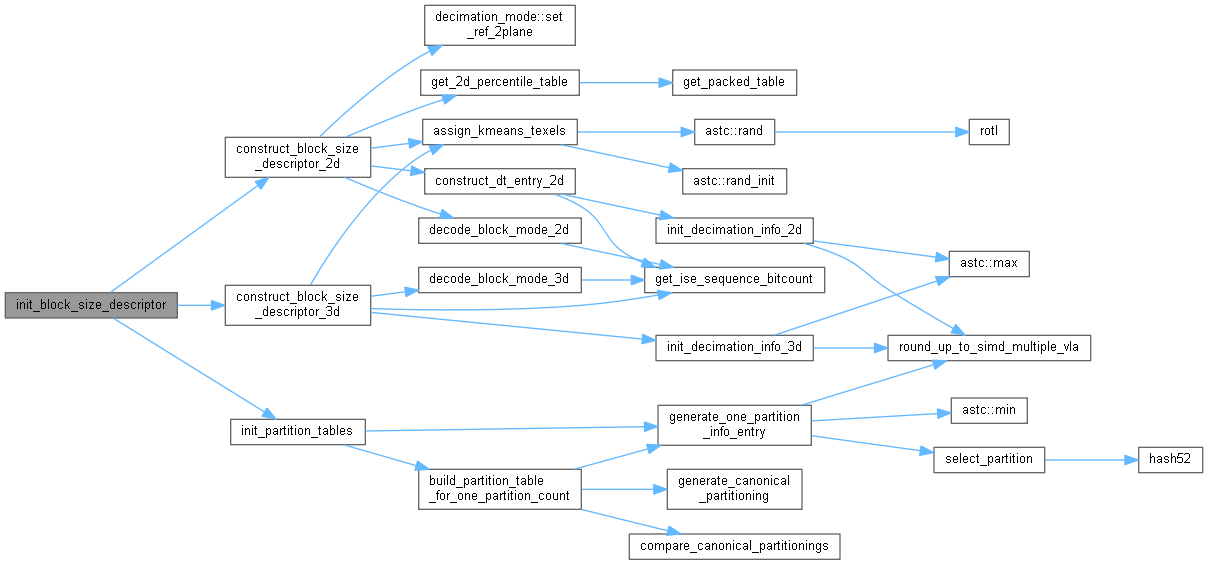 decimation_mode::set
_ref_2plane
get_2d_percentile_table
get_packed_table
assign_kmeans_texels
astc::rand
rotl
construct_block_size
_descriptor_2d
construct_dt_entry_2d
astc::rand_init
decode_block_mode_2d
init_decimation_info_2d
astc::max
decode_block_mode_3d
get_ise_sequence_bitcount
init_block_size_descriptor
construct_block_size
_descriptor_3d
init_decimation_info_3d
round_up_to_simd_multiple_vla
init_partition_tables
generate_one_partition
_info_entry
astc::min
select_partition
hash52
build_partition_table
_for_one_partition_count
generate_canonical
_partitioning
compare_canonical_partitionings